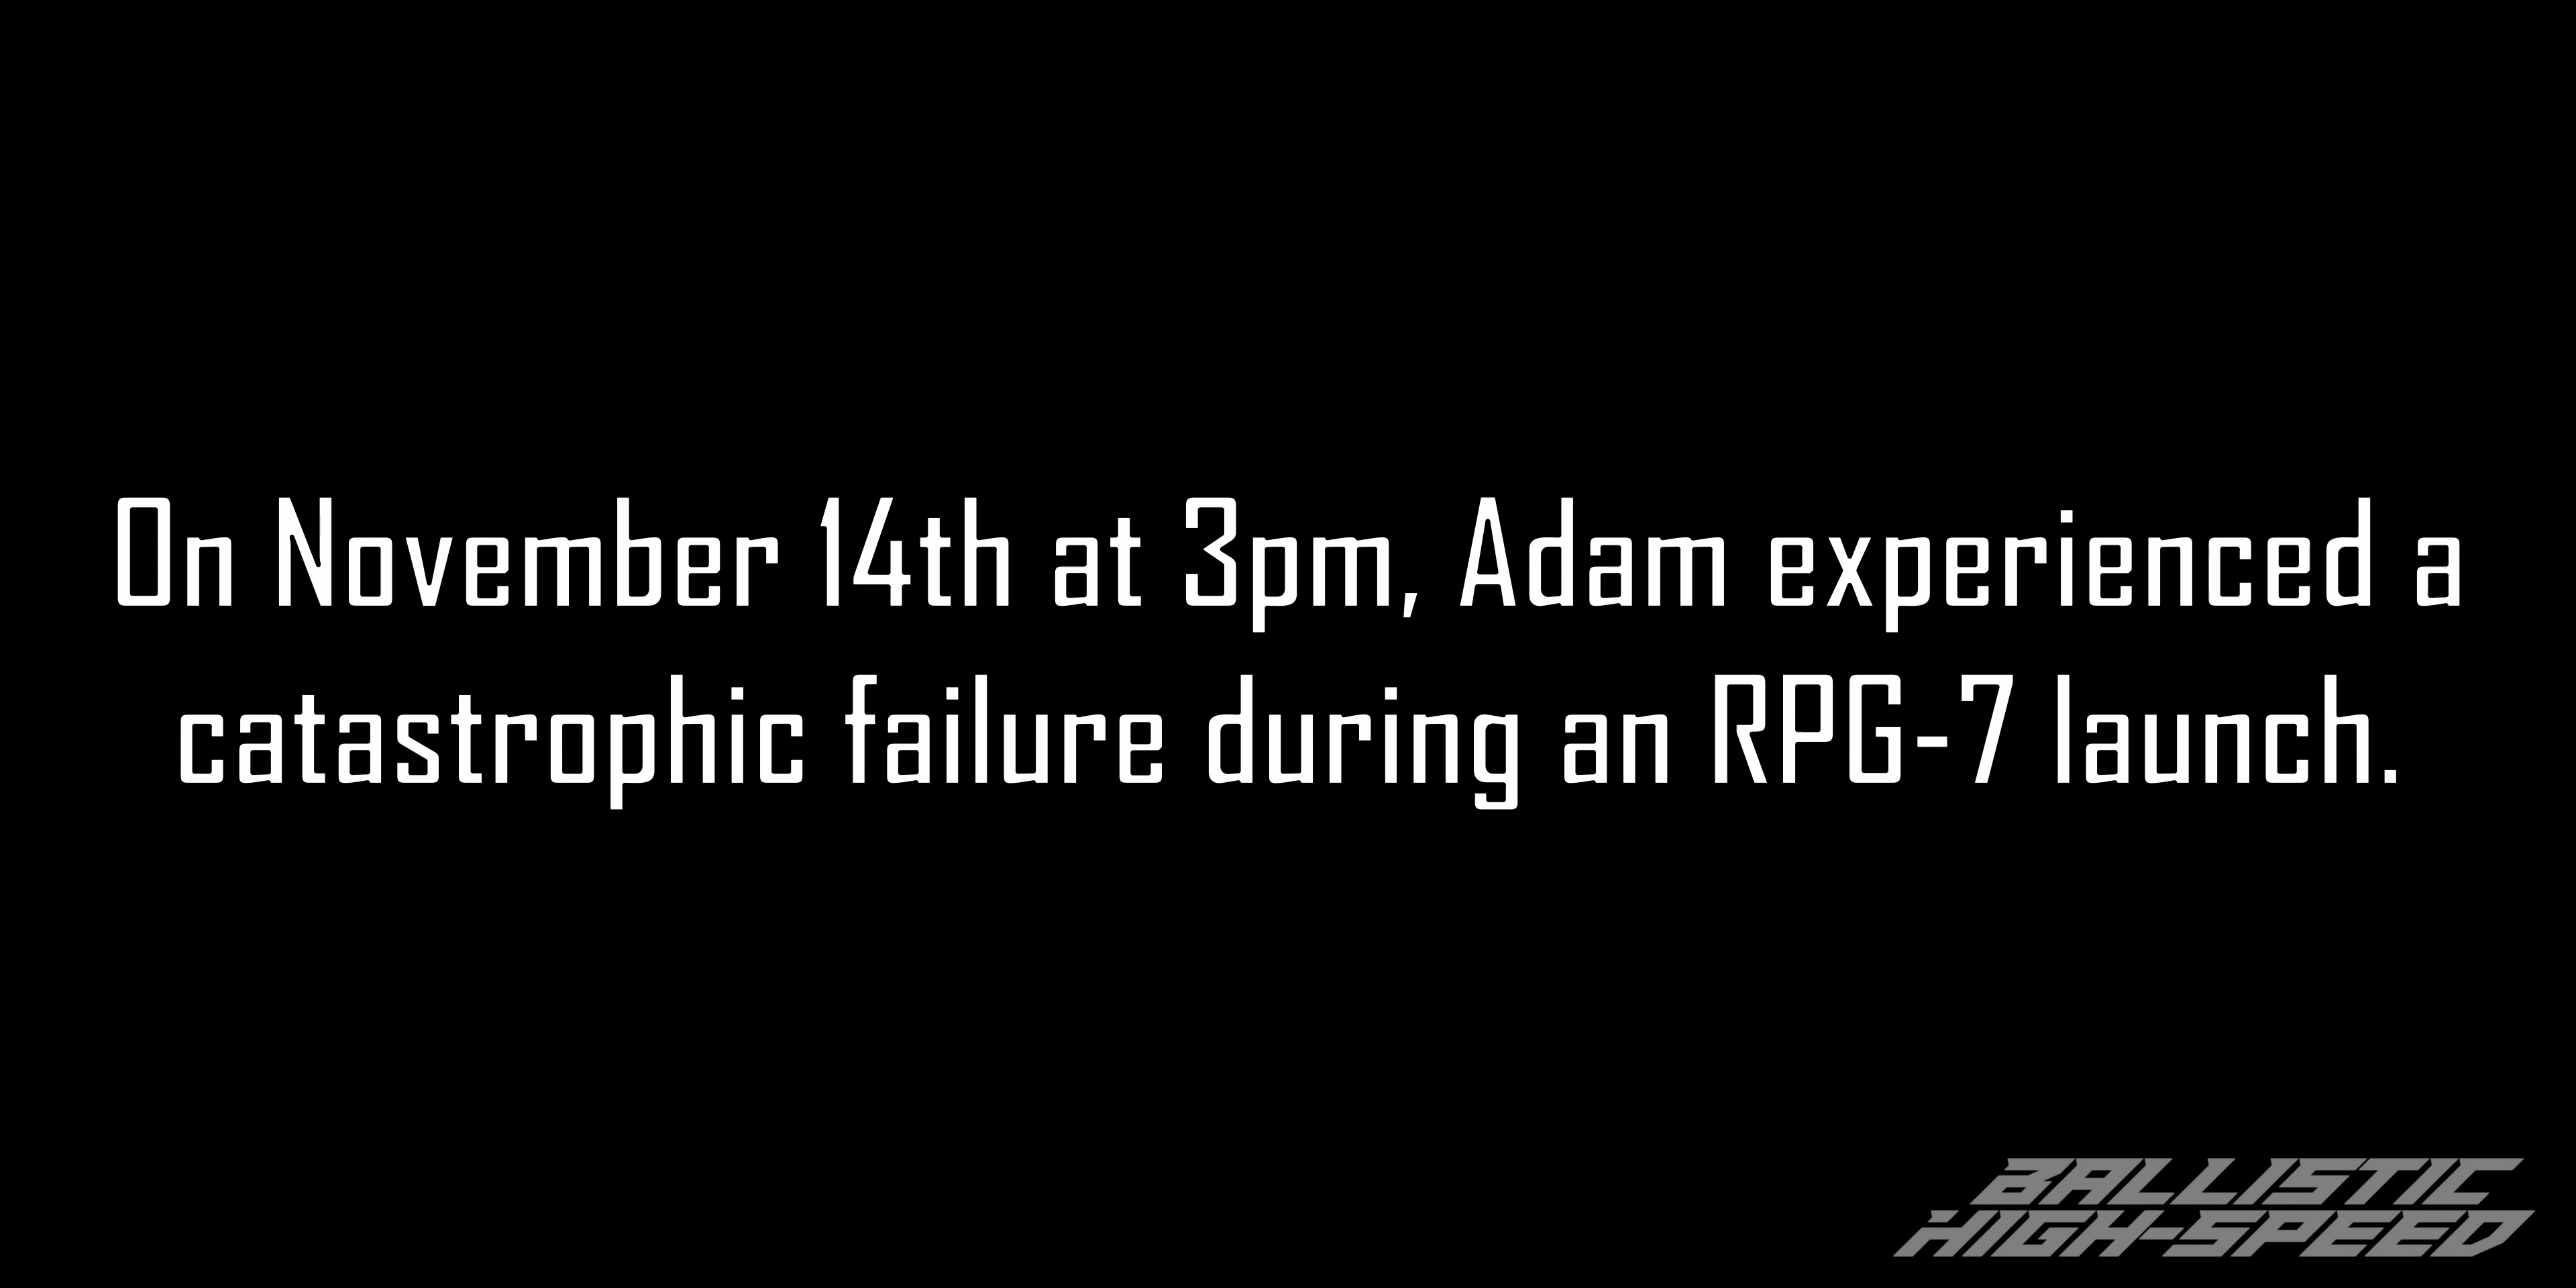 On November 14th at 3pm, Adam experienced a
catastrophic failure during an RPG-7 launch.
BALLISTIC
HIGH-SPEED